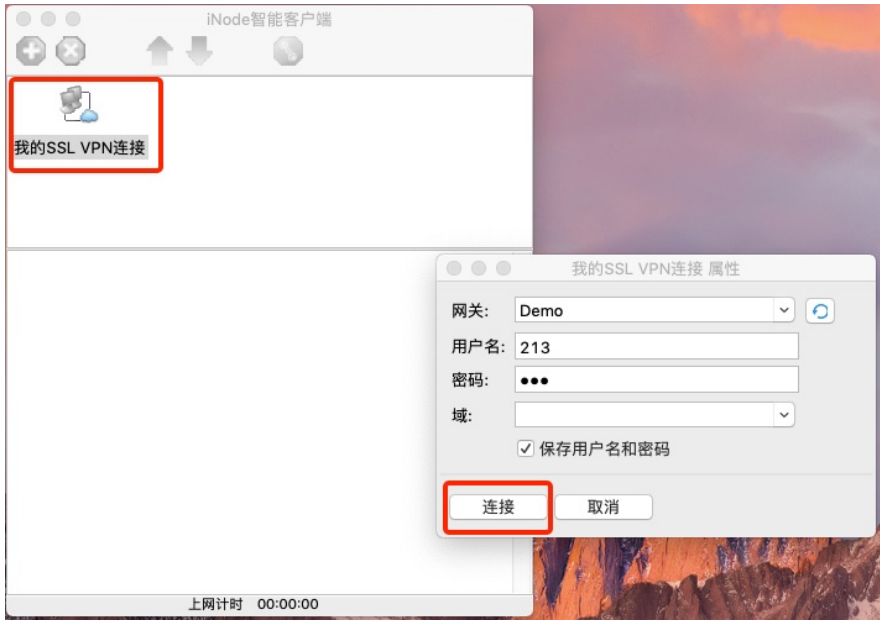 iNode智能客户端
我的SSL VPN连接
我的SSL VPN连接 属性
网关: Demo
用户名: 213
密码: ●●●
域:
保存用户名和密码
连接 取消
上网计时 00:00:00